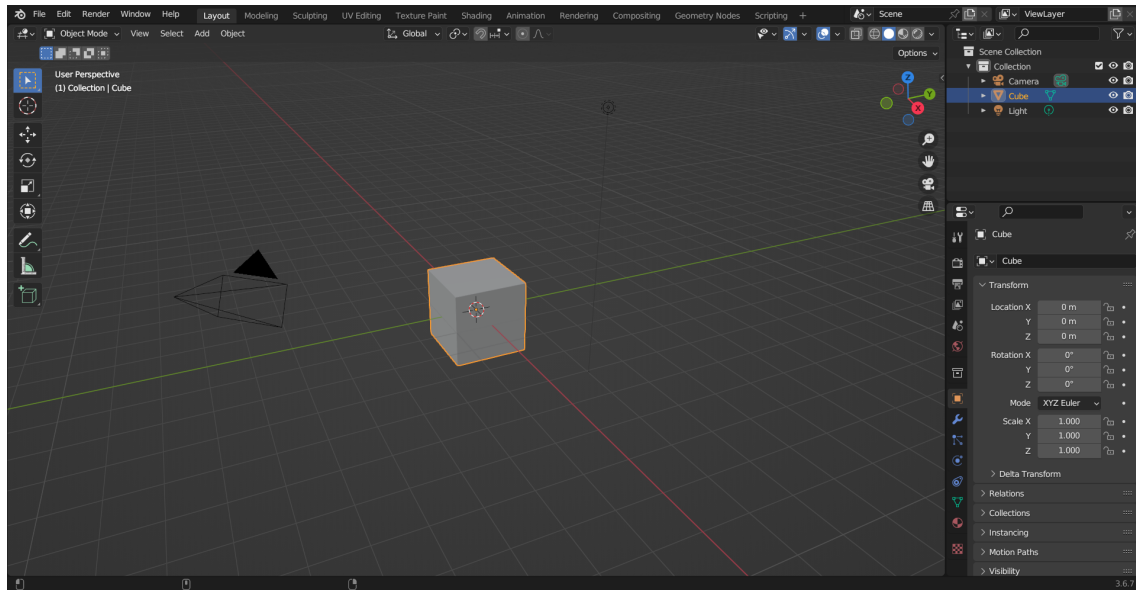 File Edit Render Window Help Layout Modeling Sculpting UV Editing Texture Paint Shading Animation Rendering Compositing Geometry Nodes Scripting + Scene ViewLayer
Object Mode View Select Add Object Global
Options
User Perspective
(1) Collection | Cube
Z
Y
X
Scene Collection
Collection
Camera
Cube
Light
Cube
Cube
Transform
Location X 0 m
Y 0 m
Z 0 m
Rotation X 0°
Y 0°
Z 0°
Mode XYZ Euler
Scale X 1.000
Y 1.000
Z 1.000
Delta Transform
Relations
Collections
Instancing
Motion Paths
Visibility
3.6.7